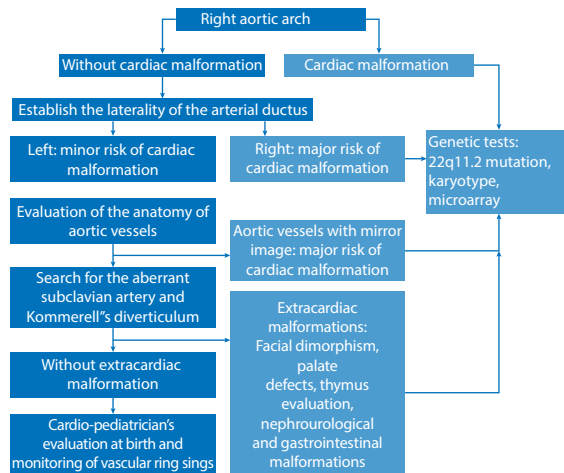 Right aortic arch
Without cardiac malformation
Cardiac malformation
Establish the laterality of the arterial ductus
Left: minor risk of cardiac
malformation
Right: major risk of
cardiac malformation
Genetic tests:
22q11.2 mutation,
karyotype,
microarray
Evaluation of the anatomy of
aortic vessels
Aortic vessels with mirror
image: major risk of
cardiac malformation
Search for the aberrant
subclavian artery and
Kommerell"s diverticulum
Extracardiac
malformations:
Facial dimorphism,
palate
defects, thymus
evaluation,
nephrourological
and gastrointestinal
malformations
Without extracardiac
malformation
Cardio-pediatrician's
evaluation at birth and
monitoring of vascular ring sings